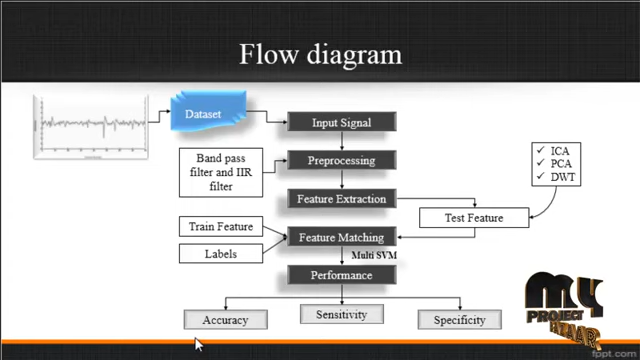 Flow diagram
Dataset
Input Signal
Band pass
filter and IIR
filter
Preprocessing
✓ ICA
✓ PCA
✓ DWT
Feature Extraction
Test Feature
Train Feature
Labels
Feature Matching
Multi SVM
Performance
Accuracy
Sensitivity
Specificity
MY
PROJECT
BAZAAR
fppt.com